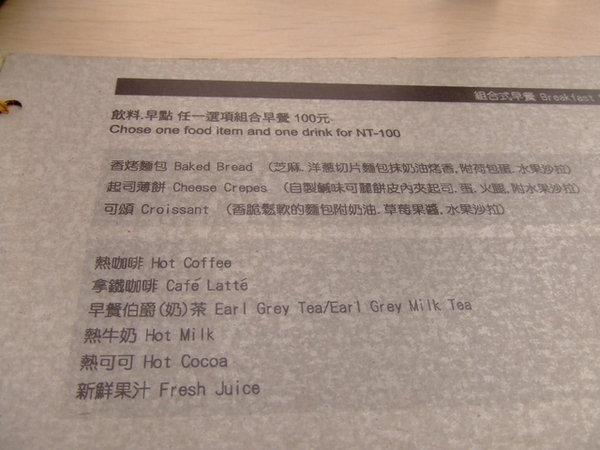 組合式早餐 Breakfast
飲料.早點 任一選項組合早餐 100元.
Chose one food item and one drink for NT-100
香烤麵包 Baked Bread （芝麻.洋蔥切片麵包抹奶油烤香,附荷包蛋.水果沙拉）
起司薄餅 Cheese Crepes （自製鹹味可麗餅皮內夾起司.蛋.火腿,附水果沙拉）
可頌 Croissant （香脆鬆軟的麵包附奶油.草莓果醬.水果沙拉）
熱咖啡 Hot Coffee
拿鐵咖啡 Café Latté
早餐伯爵(奶)茶 Earl Grey Tea/Earl Grey Milk Tea
熱牛奶 Hot Milk
熱可可 Hot Cocoa
新鮮果汁 Fresh Juice